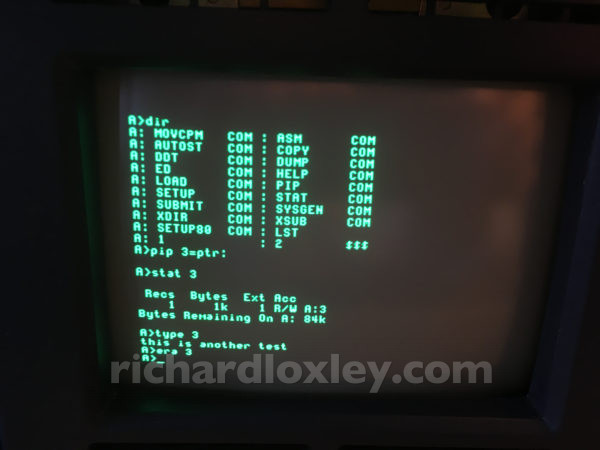 A>dir
A: MOVCPM   COM : ASM      COM
A: AUTOST   COM : COPY     COM
A: DDT      COM : DUMP     COM
A: ED       COM : HELP     COM
A: LOAD     COM : PIP      COM
A: SETUP    COM : STAT     COM
A: SUBMIT   COM : SYSGEN   COM
A: XDIR     COM : XSUB     COM
A: SETUP80  COM : LST
A: 1            : 2        $$$
A>pip 3=ptr:
A>stat 3
Recs  Bytes  Ext Acc
1     1k    1 R/W A:3
Bytes Remaining On A: 84k
A>type 3
this is another test
A>era 3
A>_
richardloxley.com